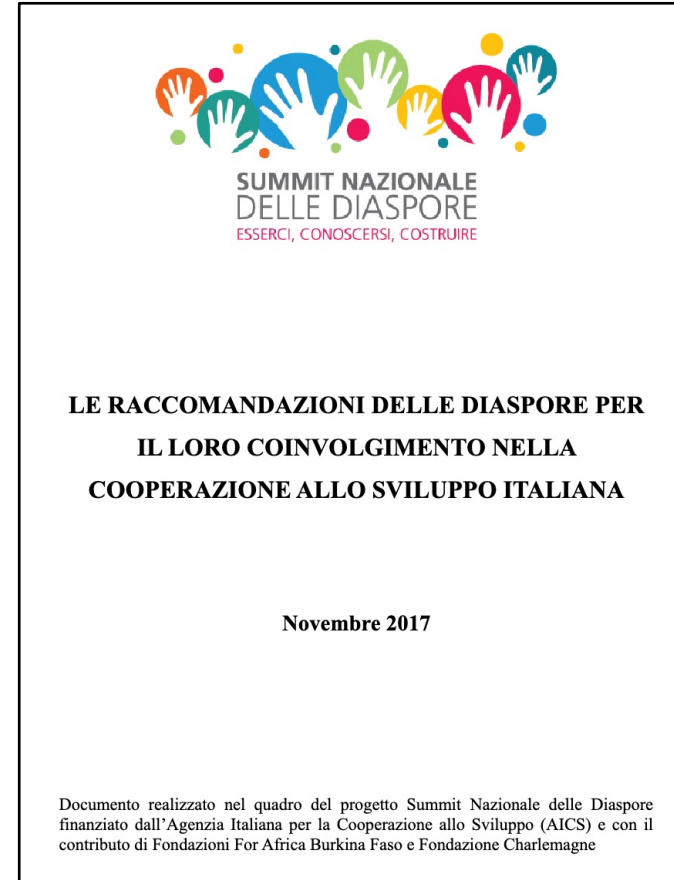 SUMMIT NAZIONALE
DELLE DIASPORE
ESSERCI, CONOSCERSI, COSTRUIRE
LE RACCOMANDAZIONI DELLE DIASPORE PER
IL LORO COINVOLGIMENTO NELLA
COOPERAZIONE ALLO SVILUPPO ITALIANA
Novembre 2017
Documento realizzato nel quadro del progetto Summit Nazionale delle Diaspore
finanziato dall’Agenzia Italiana per la Cooperazione allo Sviluppo (AICS) e con il
contributo di Fondazioni For Africa Burkina Faso e Fondazione Charlemagne